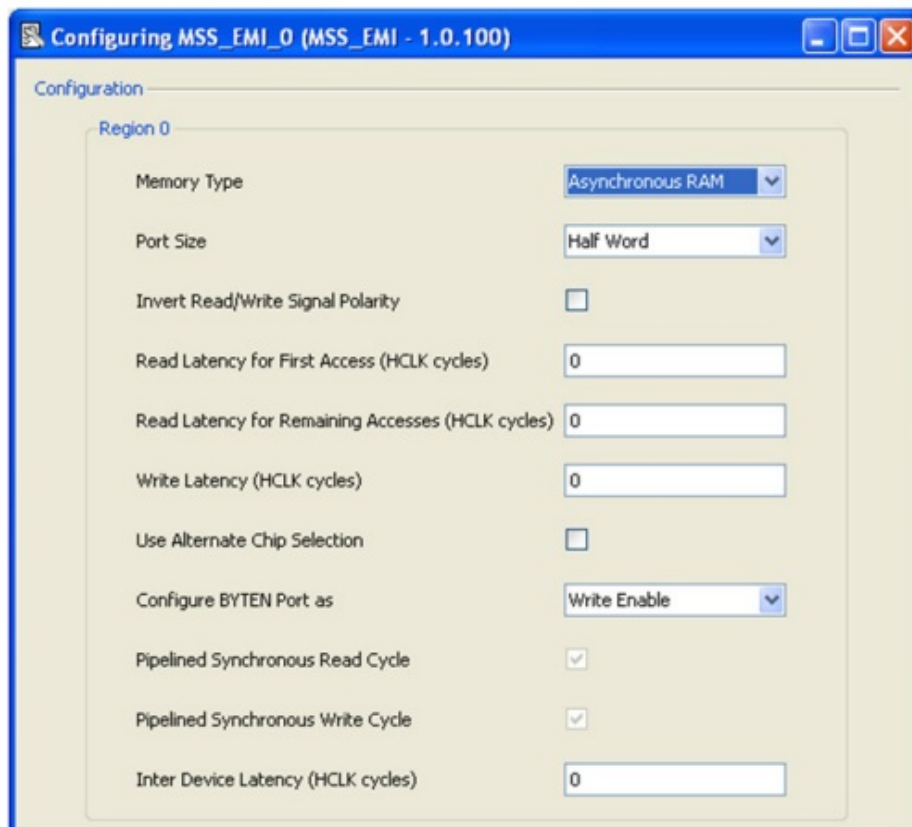 Configuring MSS_EMI_0 (MSS_EMI - 1.0.100)
Configuration
Region 0
Memory Type Asynchronous RAM
Port Size Half Word
Invert Read/Write Signal Polarity
Read Latency for First Access (HCLK cycles) 0
Read Latency for Remaining Accesses (HCLK cycles) 0
Write Latency (HCLK cycles) 0
Use Alternate Chip Selection
Configure BYTEN Port as Write Enable
Pipelined Synchronous Read Cycle
Pipelined Synchronous Write Cycle
Inter Device Latency (HCLK cycles) 0